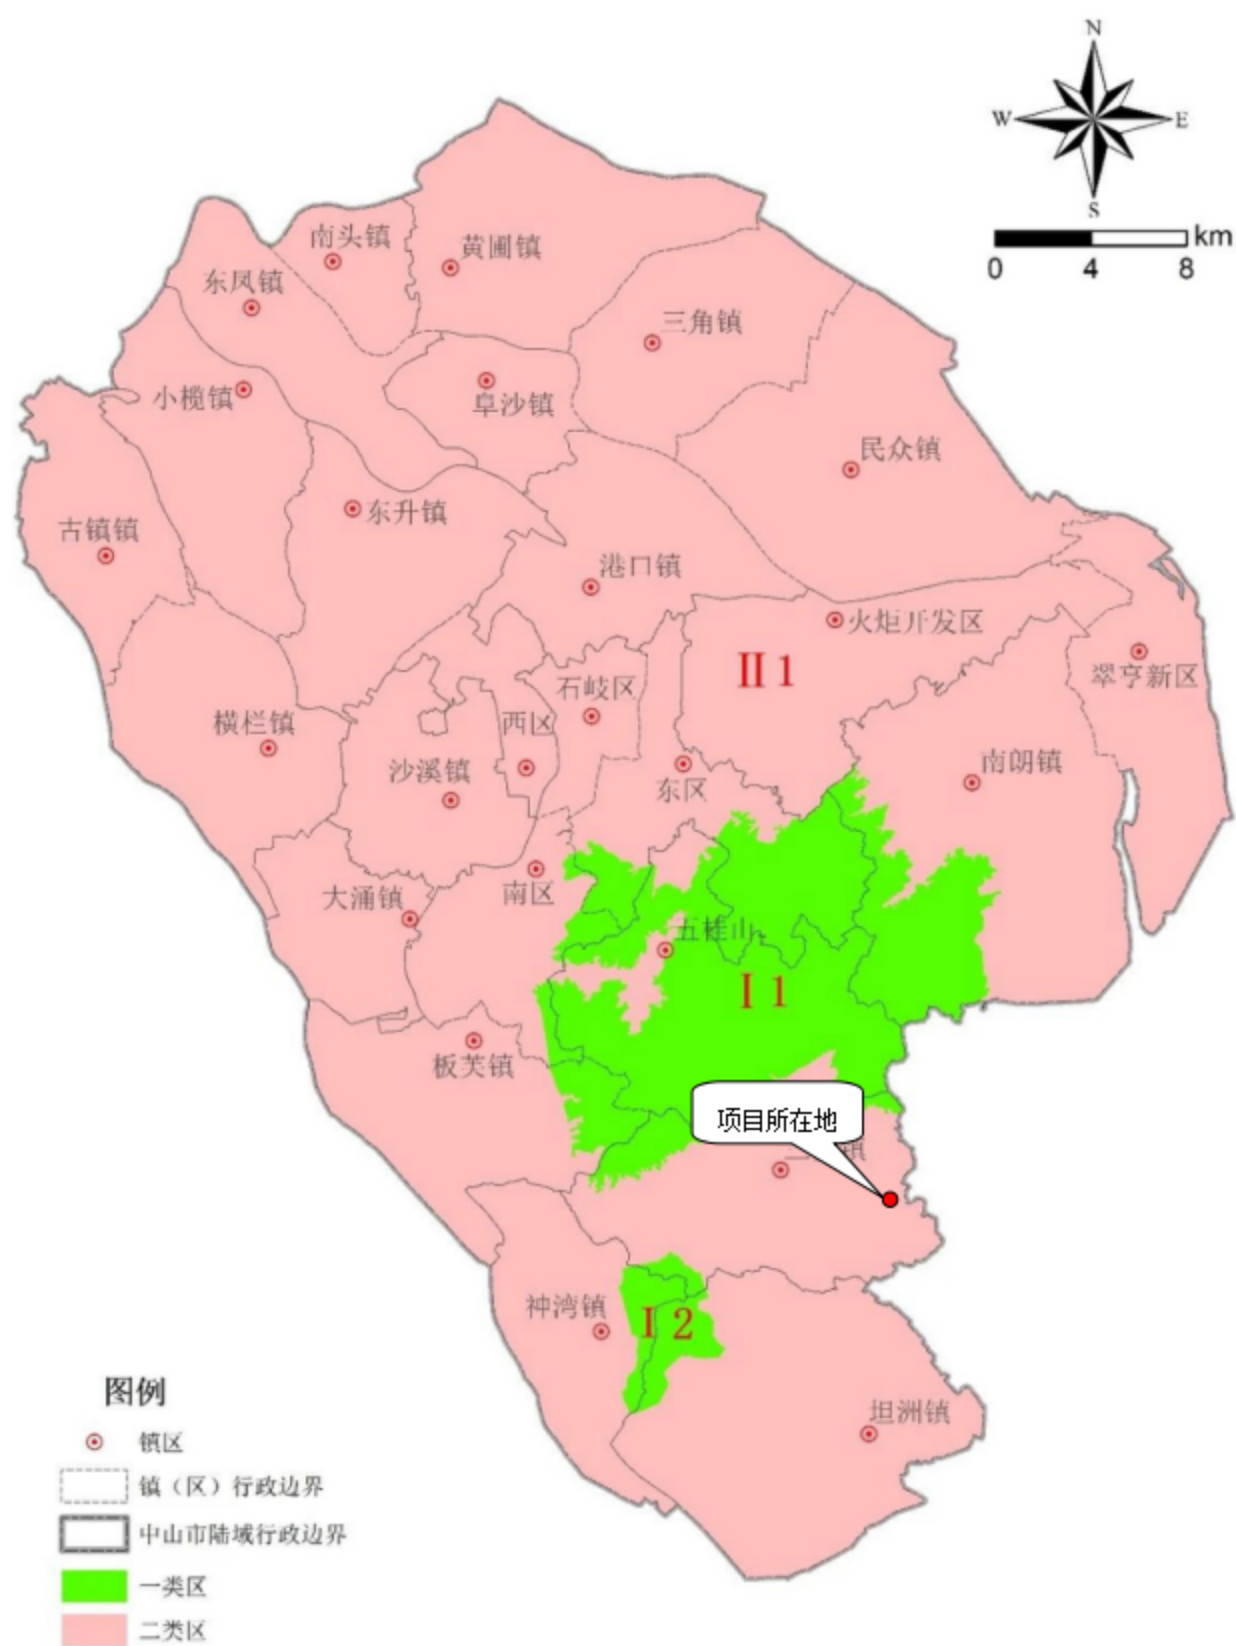 N
W
E
S
km
0 4 8
南头镇
黄圃镇
东凤镇
三角镇
小榄镇
阜沙镇
民众镇
东升镇
古镇镇
港口镇
火炬开发区
II 1
翠亨新区
石岐区
横栏镇
西区
南朗镇
沙溪镇
东区
大涌镇
南区
五桂山
I 1
板芙镇
项目所在地
镇
神湾镇
I 2
坦洲镇
图例
镇区
镇（区）行政边界
中山市陆域行政边界
一类区
二类区